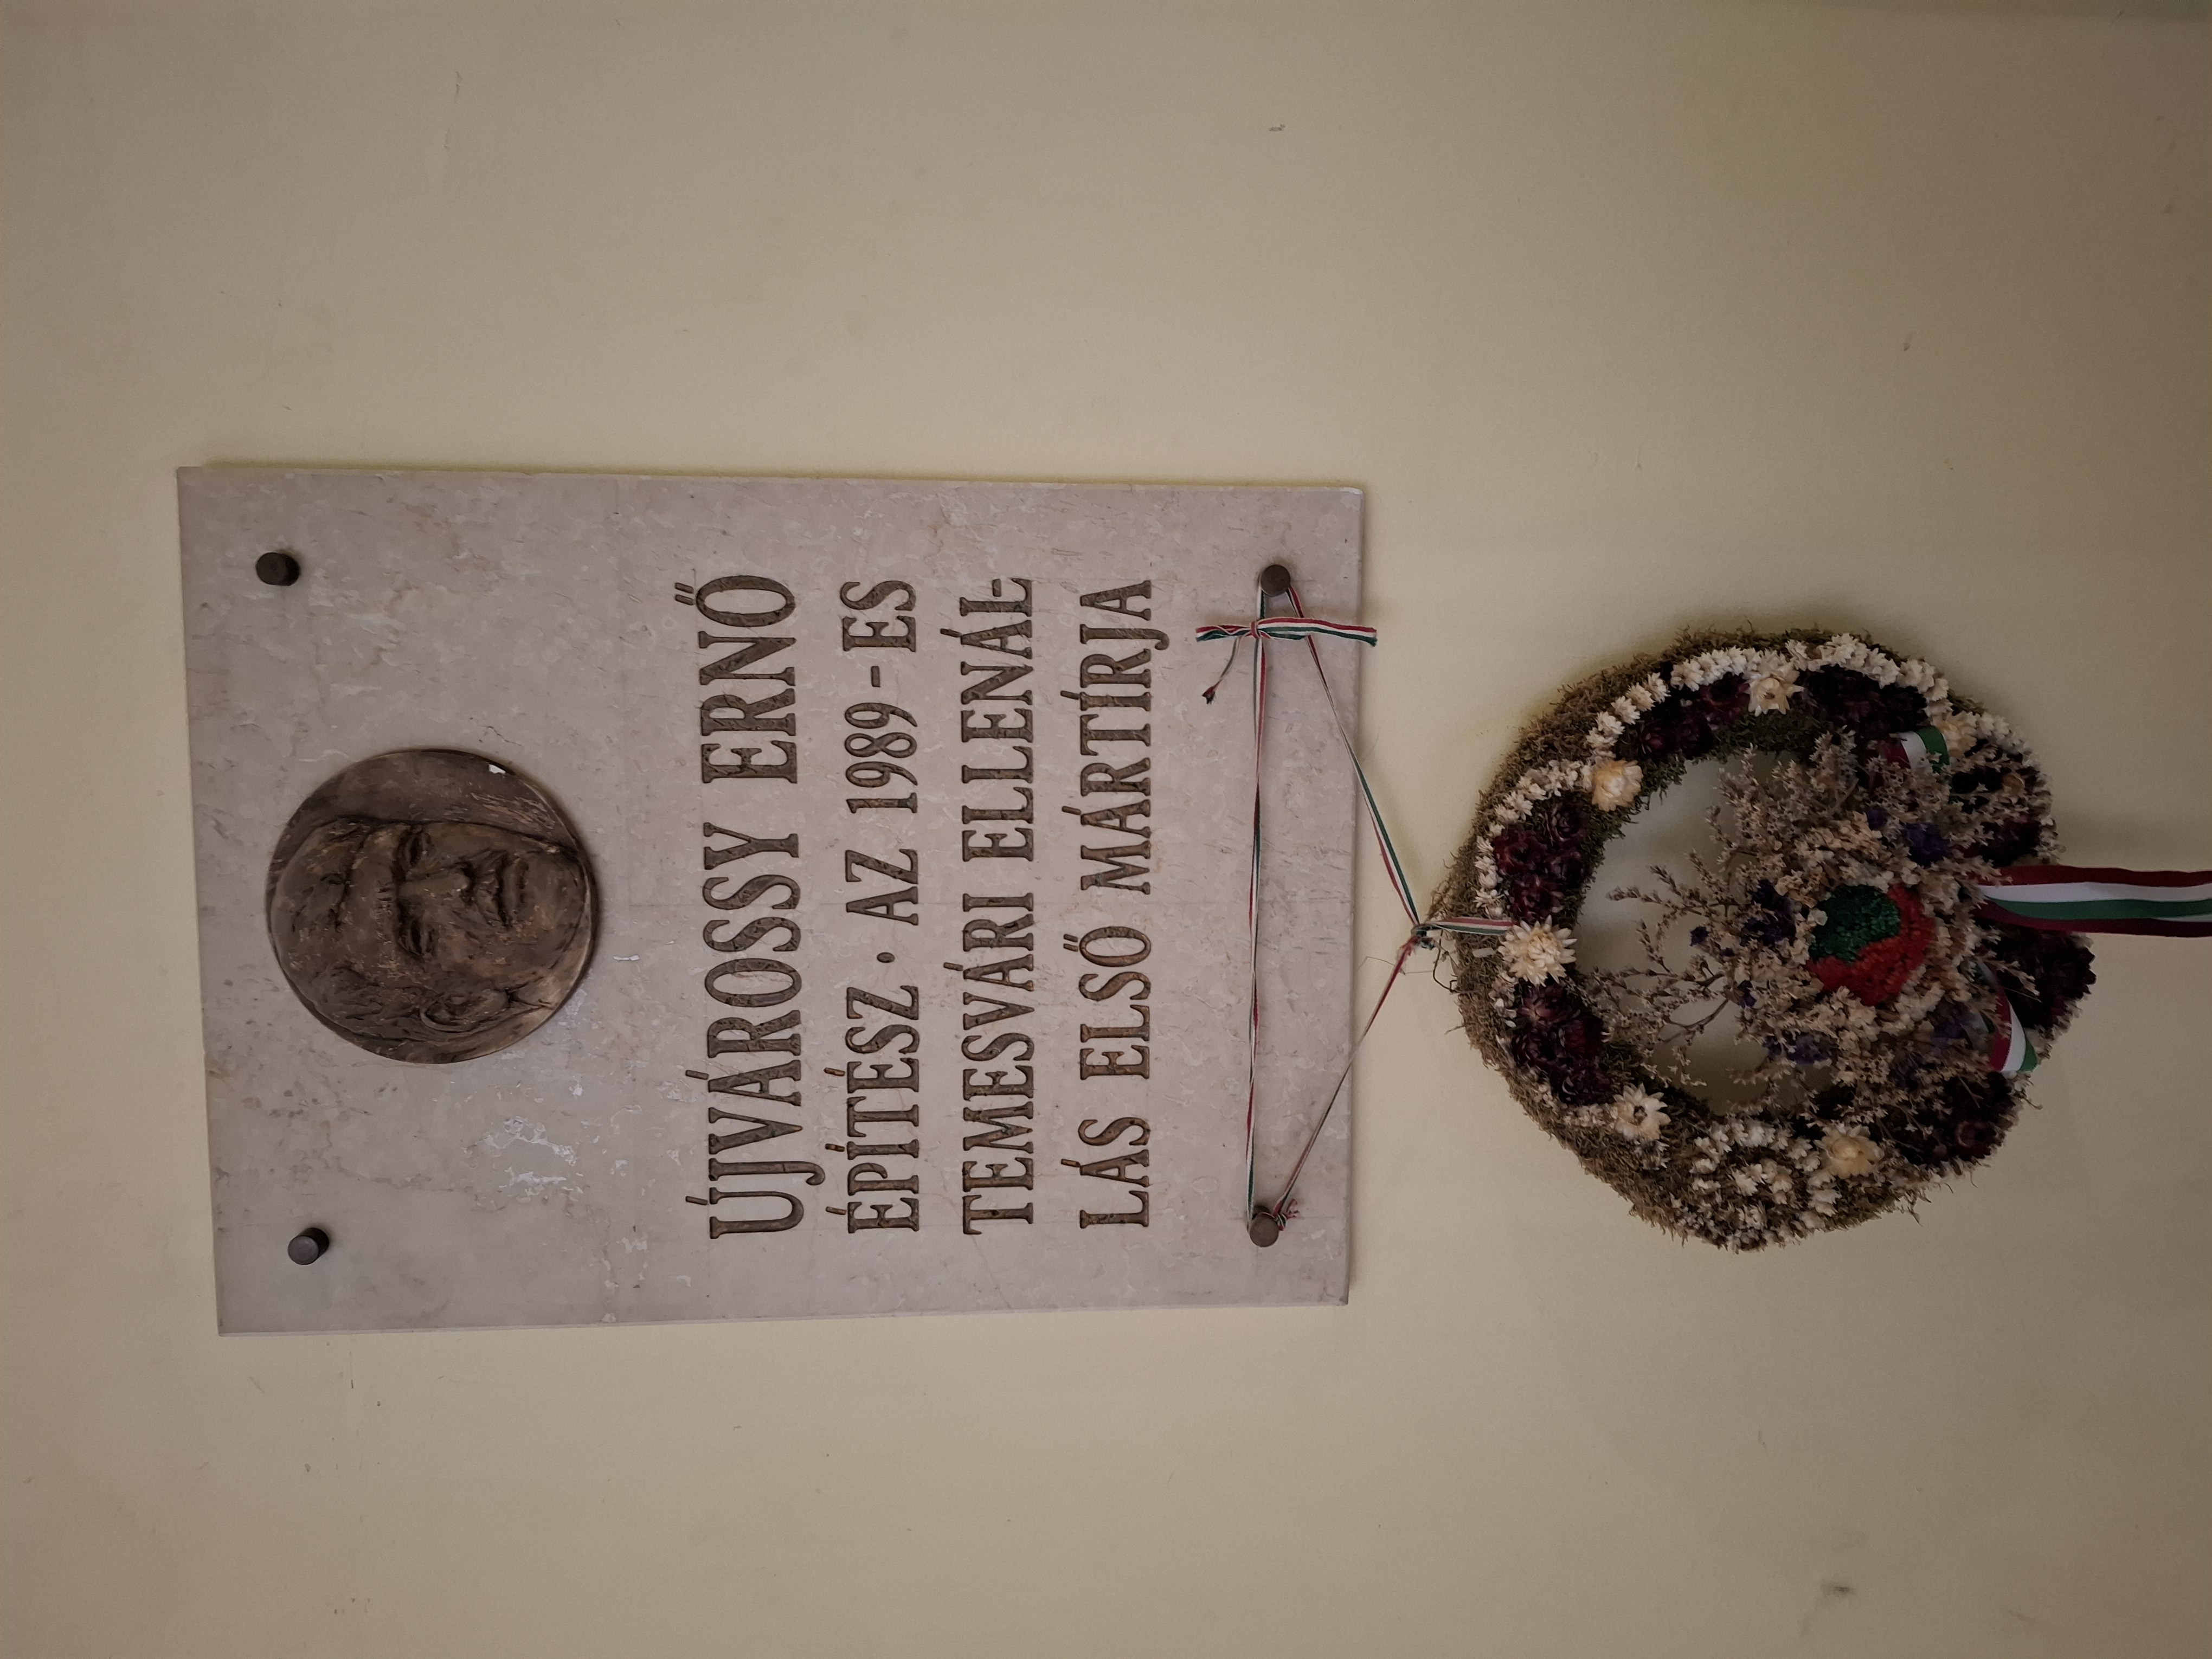 ÚJVÁROSSY ERNŐ
ÉPÍTÉSZ · AZ 1989-ES
TEMESVÁRI ELLENÁL-
LÁS ELSŐ MÁRTÍRJA